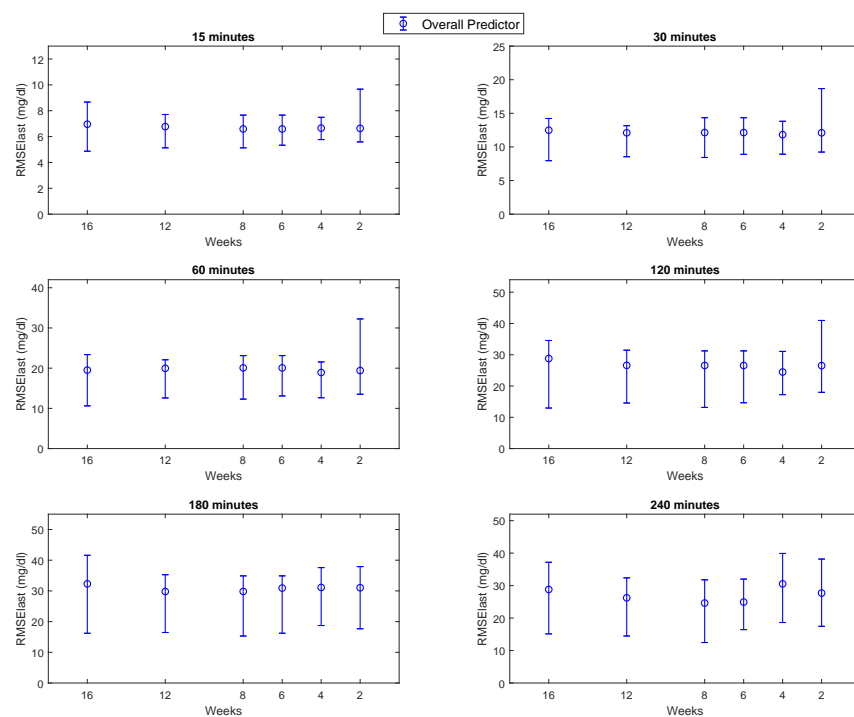 Overall Predictor
15 minutes
RMSElast (mg/dl)
12
10
8
6
4
2
0
16 12 8 6 4 2
Weeks
30 minutes
RMSElast (mg/dl)
25
20
15
10
5
0
16 12 8 6 4 2
Weeks
60 minutes
RMSElast (mg/dl)
40
30
20
10
0
16 12 8 6 4 2
Weeks
120 minutes
RMSElast (mg/dl)
50
40
30
20
10
0
16 12 8 6 4 2
Weeks
180 minutes
RMSElast (mg/dl)
50
40
30
20
10
0
16 12 8 6 4 2
Weeks
240 minutes
RMSElast (mg/dl)
50
40
30
20
10
0
16 12 8 6 4 2
Weeks